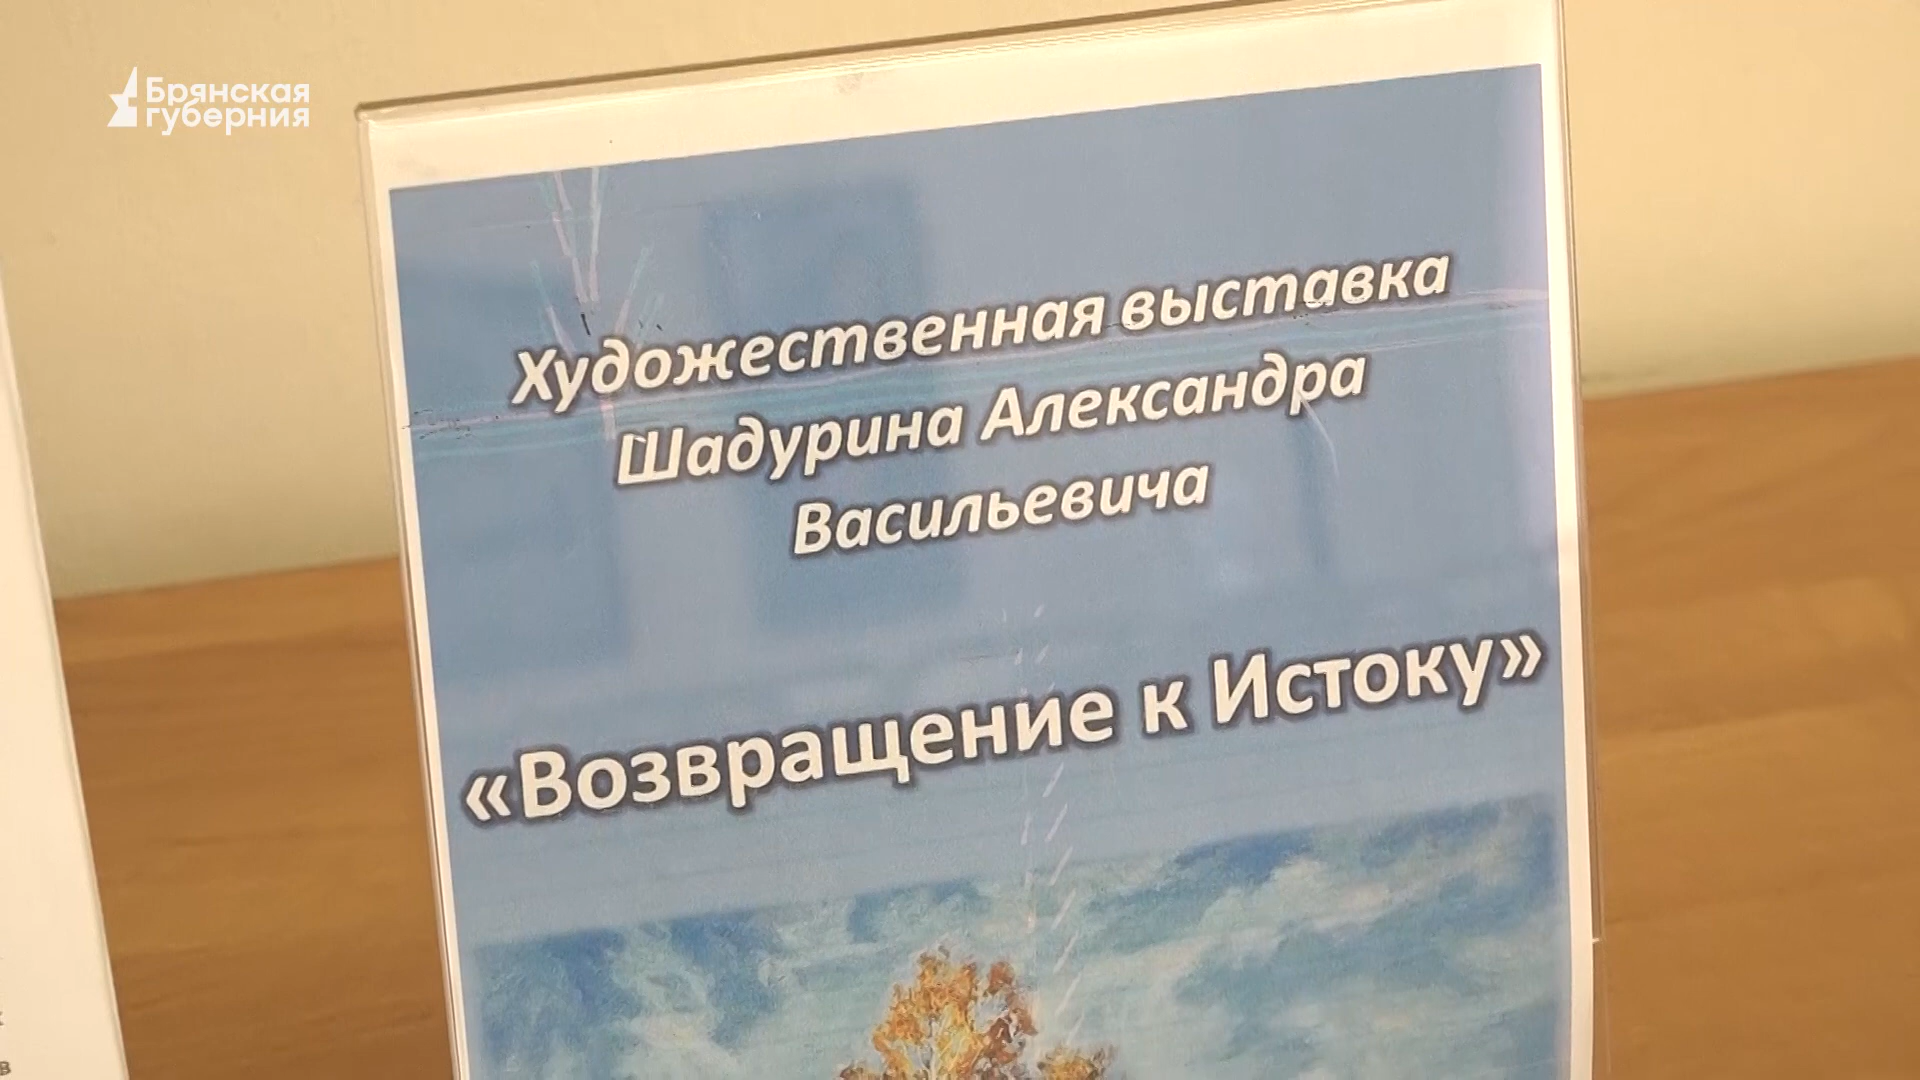 Брянская
губерния
Художественная выставка
Шадурина Александра
Васильевича
«Возвращение к Истоку»